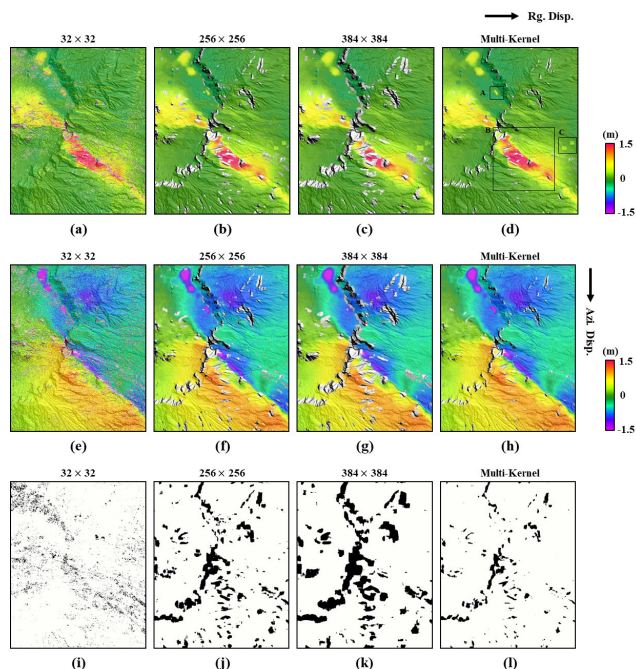 Rg. Disp.
32 × 32
256 × 256
384 × 384
Multi-Kernel
A
B
C
(m)
1.5
0
-1.5
(a)
(b)
(c)
(d)
32 × 32
256 × 256
384 × 384
Multi-Kernel
Azi. Disp.
(m)
1.5
0
-1.5
(e)
(f)
(g)
(h)
32 × 32
256 × 256
384 × 384
Multi-Kernel
(i)
(j)
(k)
(l)